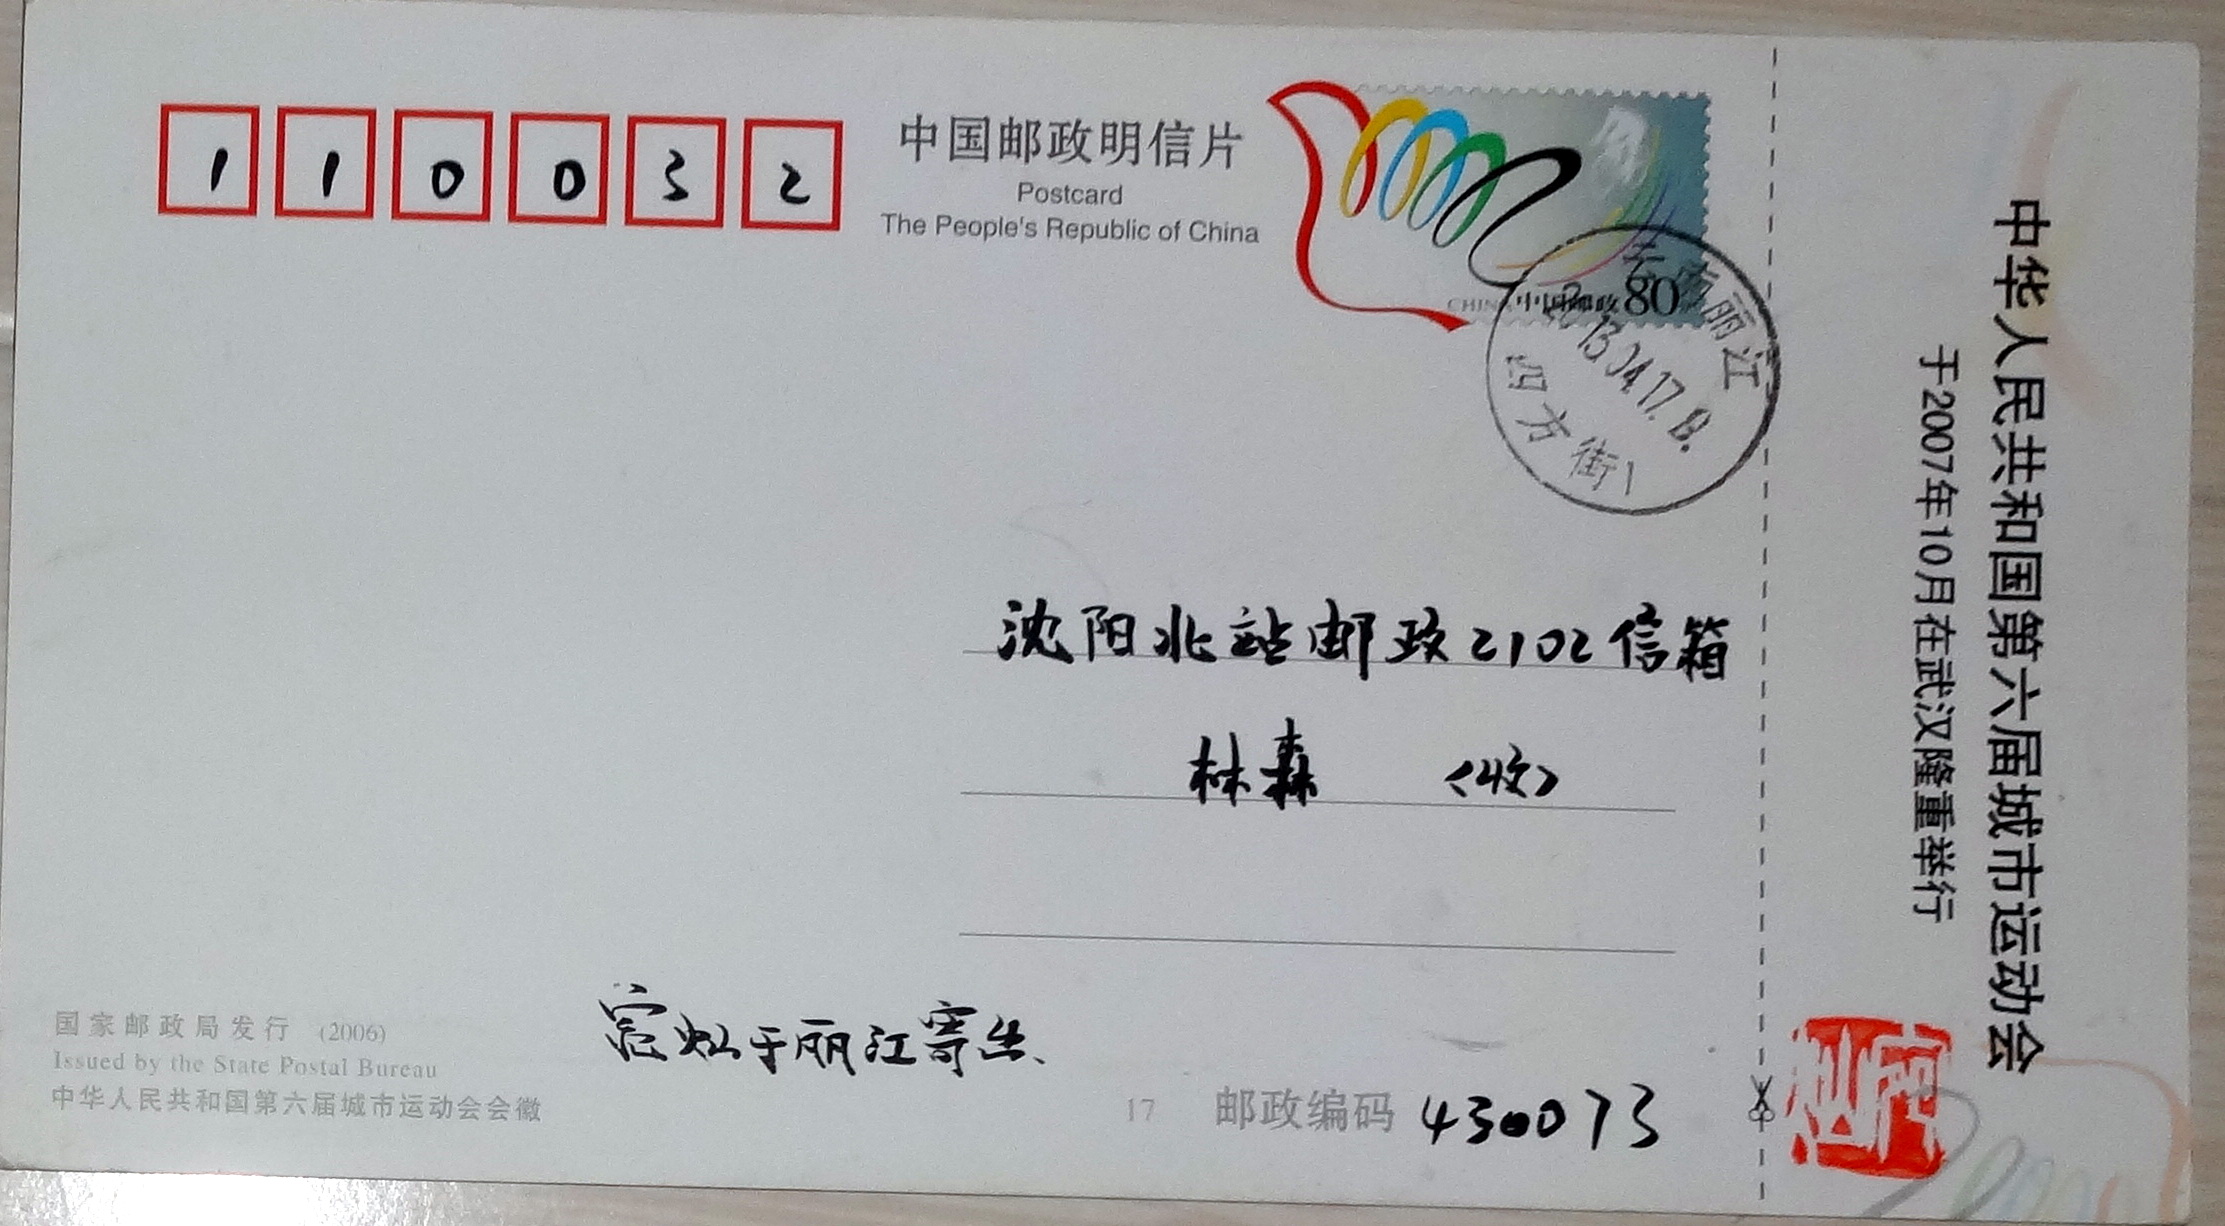 110032
中国邮政明信片
Postcard
The People's Republic of China
CHINA 中国邮政 80
云南丽江
2013.04.17.8.
四方街1
沈阳北站邮政2102信箱
林森 (收)
于丽江寄出、
国家邮政局发行 (2006)
Issued by the State Postal Bureau
中华人民共和国第六届城市运动会会徽
17
邮政编码 430073
中华人民共和国第六届城市运动会
于2007年10月在武汉隆重举行